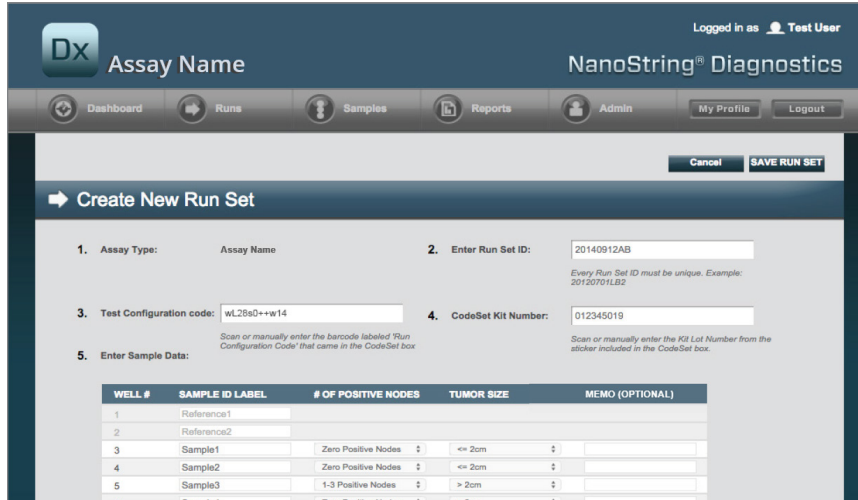 Logged in as Test User
Dx Assay Name
NanoString® Diagnostics
Dashboard Runs Samples Reports Admin My Profile Logout
Cancel SAVE RUN SET
Create New Run Set
1. Assay Type: Assay Name
2. Enter Run Set ID: 20140912AB
Every Run Set ID must be unique. Example:
20120701LB2
3. Test Configuration code: wL28s0++w14
Scan or manually enter the barcode labeled 'Run
Configuration Code' that came in the CodeSet box
4. CodeSet Kit Number: 012345019
Scan or manually enter the Kit Lot Number from the
sticker included in the CodeSet box.
5. Enter Sample Data:
WELL # SAMPLE ID LABEL # OF POSITIVE NODES TUMOR SIZE MEMO (OPTIONAL)
1 Reference1
2 Reference2
3 Sample1 Zero Positive Nodes <= 2cm
4 Sample2 Zero Positive Nodes <= 2cm
5 Sample3 1-3 Positive Nodes > 2cm